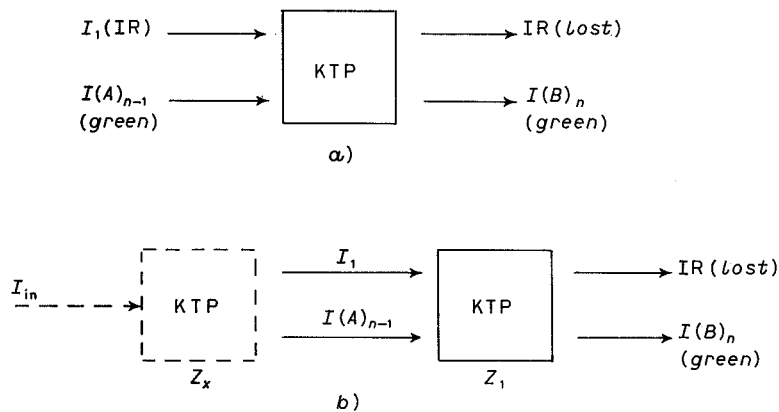 I₁(IR) IR(lost)
KTP
I(A)ₙ₋₁ I(B)ₙ
(green) (green)
a)
I₁ IR(lost)
Iᵢₙ KTP KTP
I(A)ₙ₋₁ I(B)ₙ
(green)
Zₓ Z₁
b)